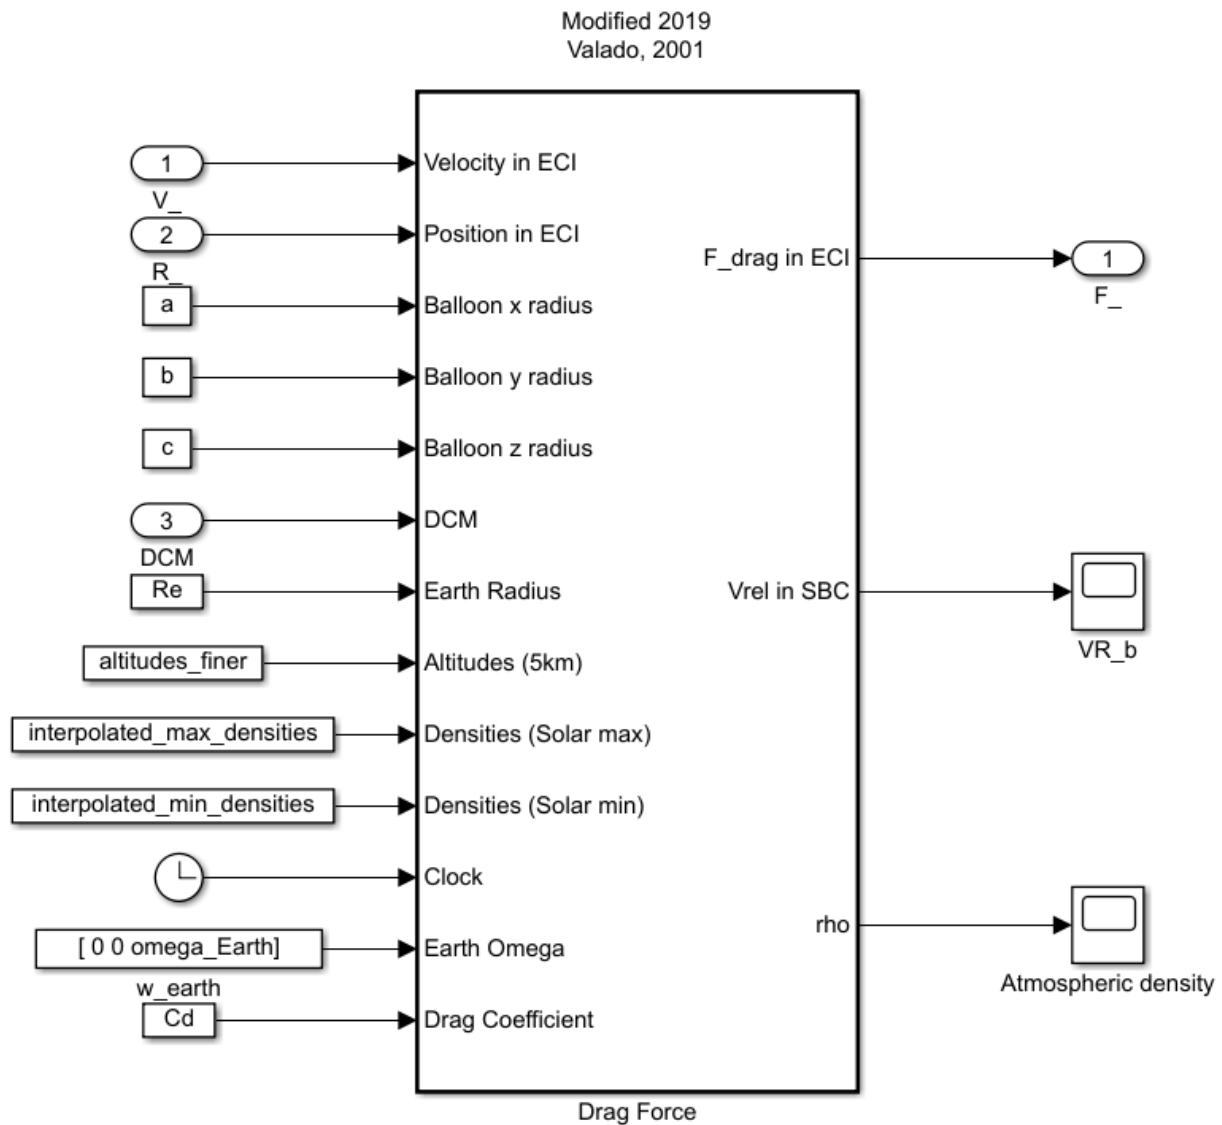 Modified 2019
Valado, 2001
1
Velocity in ECI
V_
2
Position in ECI
R_
a
Balloon x radius
b
Balloon y radius
c
Balloon z radius
3
DCM
DCM
Re
Earth Radius
altitudes_finer
Altitudes (5km)
interpolated_max_densities
Densities (Solar max)
interpolated_min_densities
Densities (Solar min)
Clock
[ 0 0 omega_Earth]
Earth Omega
w_earth
Cd
Drag Coefficient
F_drag in ECI
1
F_
Vrel in SBC
VR_b
rho
Atmospheric density
Drag Force